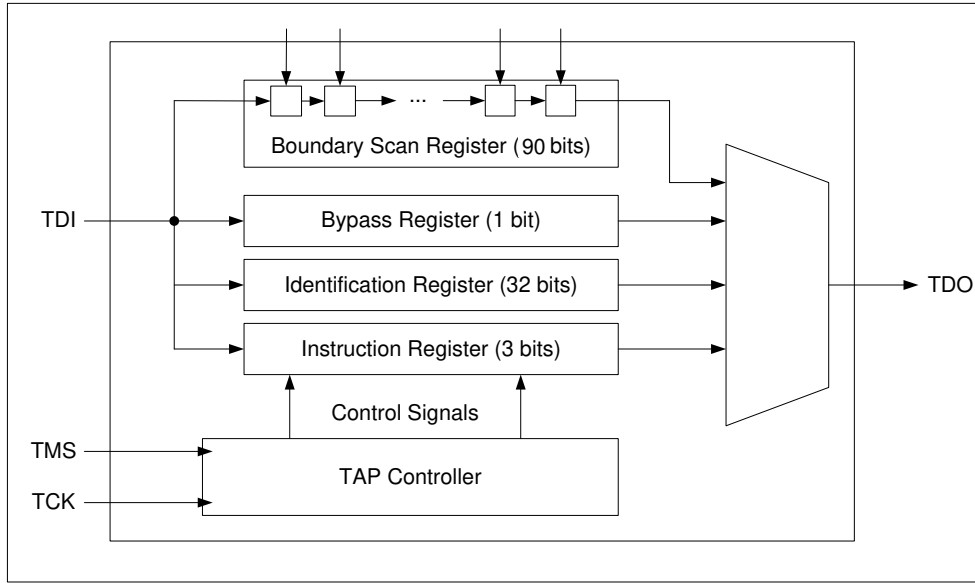 ...
Boundary Scan Register (90 bits)
TDI
Bypass Register (1 bit)
Identification Register (32 bits)
TDO
Instruction Register (3 bits)
Control Signals
TMS
TAP Controller
TCK